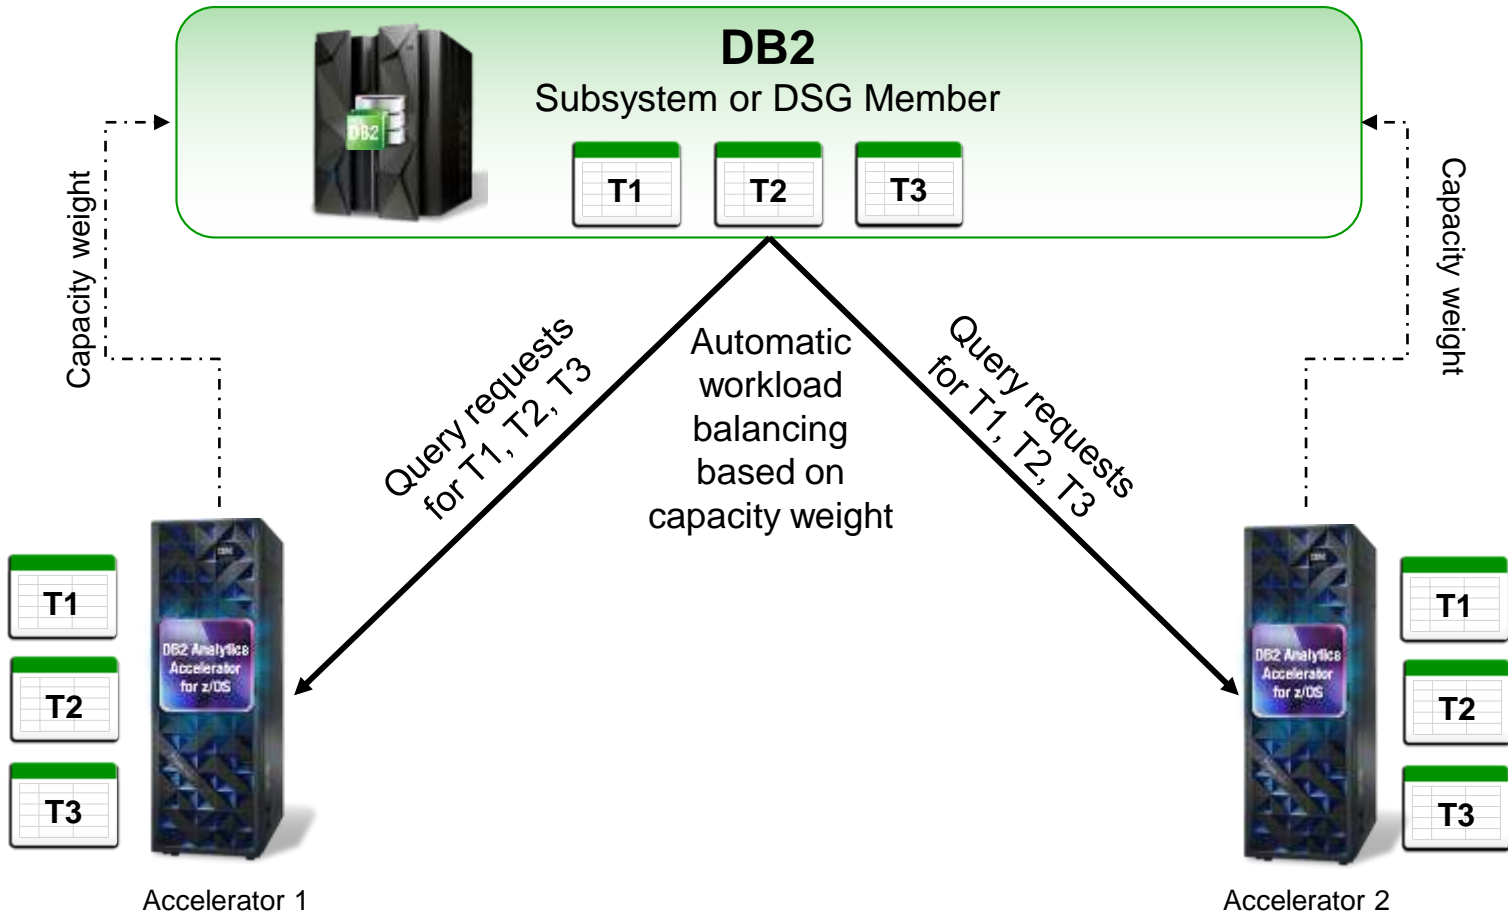 DB2
Subsystem or DSG Member
DB2
T1
T2
T3
Capacity weight
Capacity weight
Query requests
for T1, T2, T3
Automatic
workload
balancing
based on
capacity weight
Query requests
for T1, T2, T3
T1
T2
T3
IBM
DB2 Analytics
Accelerator
for z/OS
Accelerator 1
IBM
DB2 Analytics
Accelerator
for z/OS
T1
T2
T3
Accelerator 2